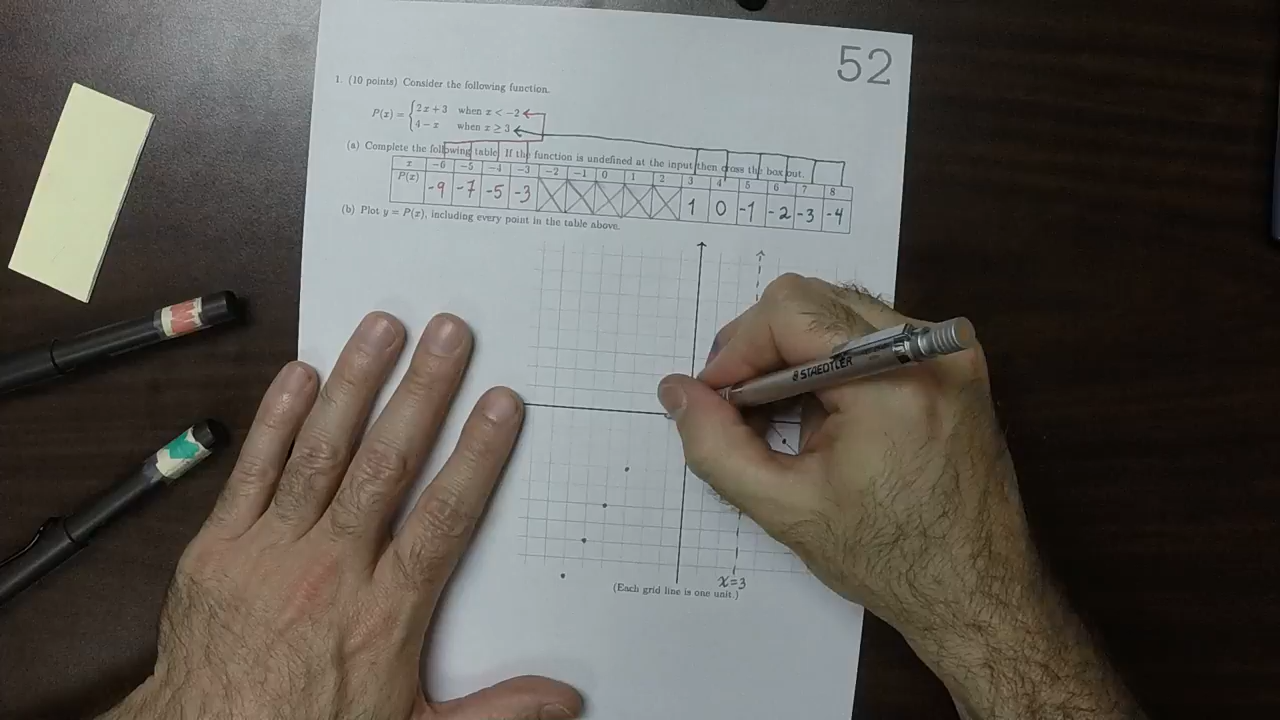 52
1. (10 points) Consider the following function.
P(x) = { 2x + 3 when x < −2
4 − x when x ≥ 3
(a) Complete the following table. If the function is undefined at the input then cross the box out.
x −6 −5 −4 −3 −2 −1 0 1 2 3 4 5 6 7 8
P(x) -9 -7 -5 -3 1 0 -1 -2 -3 -4
(b) Plot y = P(x), including every point in the table above.
STAEDTLER
x=3
(Each grid line is one unit.)